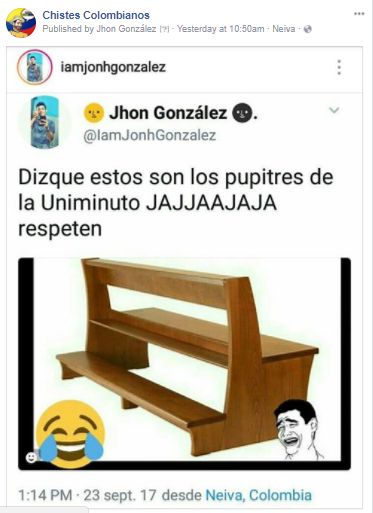 Chistes Colombianos
Published by Jhon González [?] · Yesterday at 10:50am · Neiva ·
iamjonhgonzalez
🌝 Jhon González 🌚.
@IamJonhGonzalez
Dizque estos son los pupitres de
la Uniminuto JAJJAAJAJA
respeten
1:14 PM · 23 sept. 17 desde Neiva, Colombia